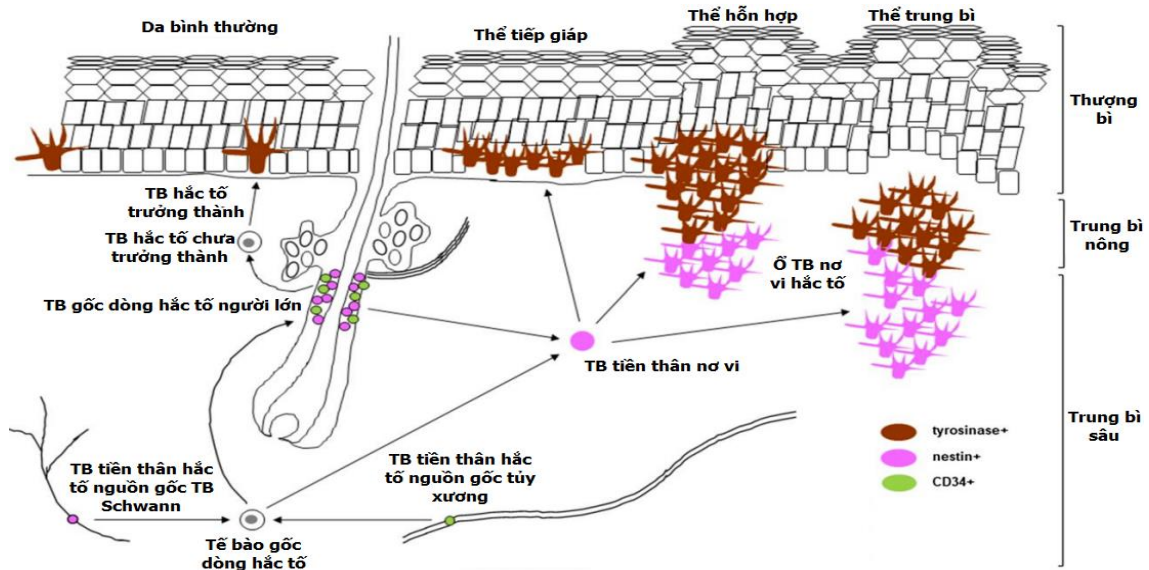 Da bình thường
Thể tiếp giáp
Thể hỗn hợp
Thể trung bì
Thượng
bì
TB hắc tố
trưởng thành
TB hắc tố chưa
trưởng thành
Trung bì
nông
Ổ TB nơ
vi hắc tố
TB gốc dòng hắc tố người lớn
TB tiền thân nơ vi
Trung bì
sâu
tyrosinase+
nestin+
CD34+
TB tiền thân hắc
tố nguồn gốc TB
Schwann
TB tiền thân hắc
tố nguồn gốc tủy
xương
Tế bào gốc
dòng hắc tố